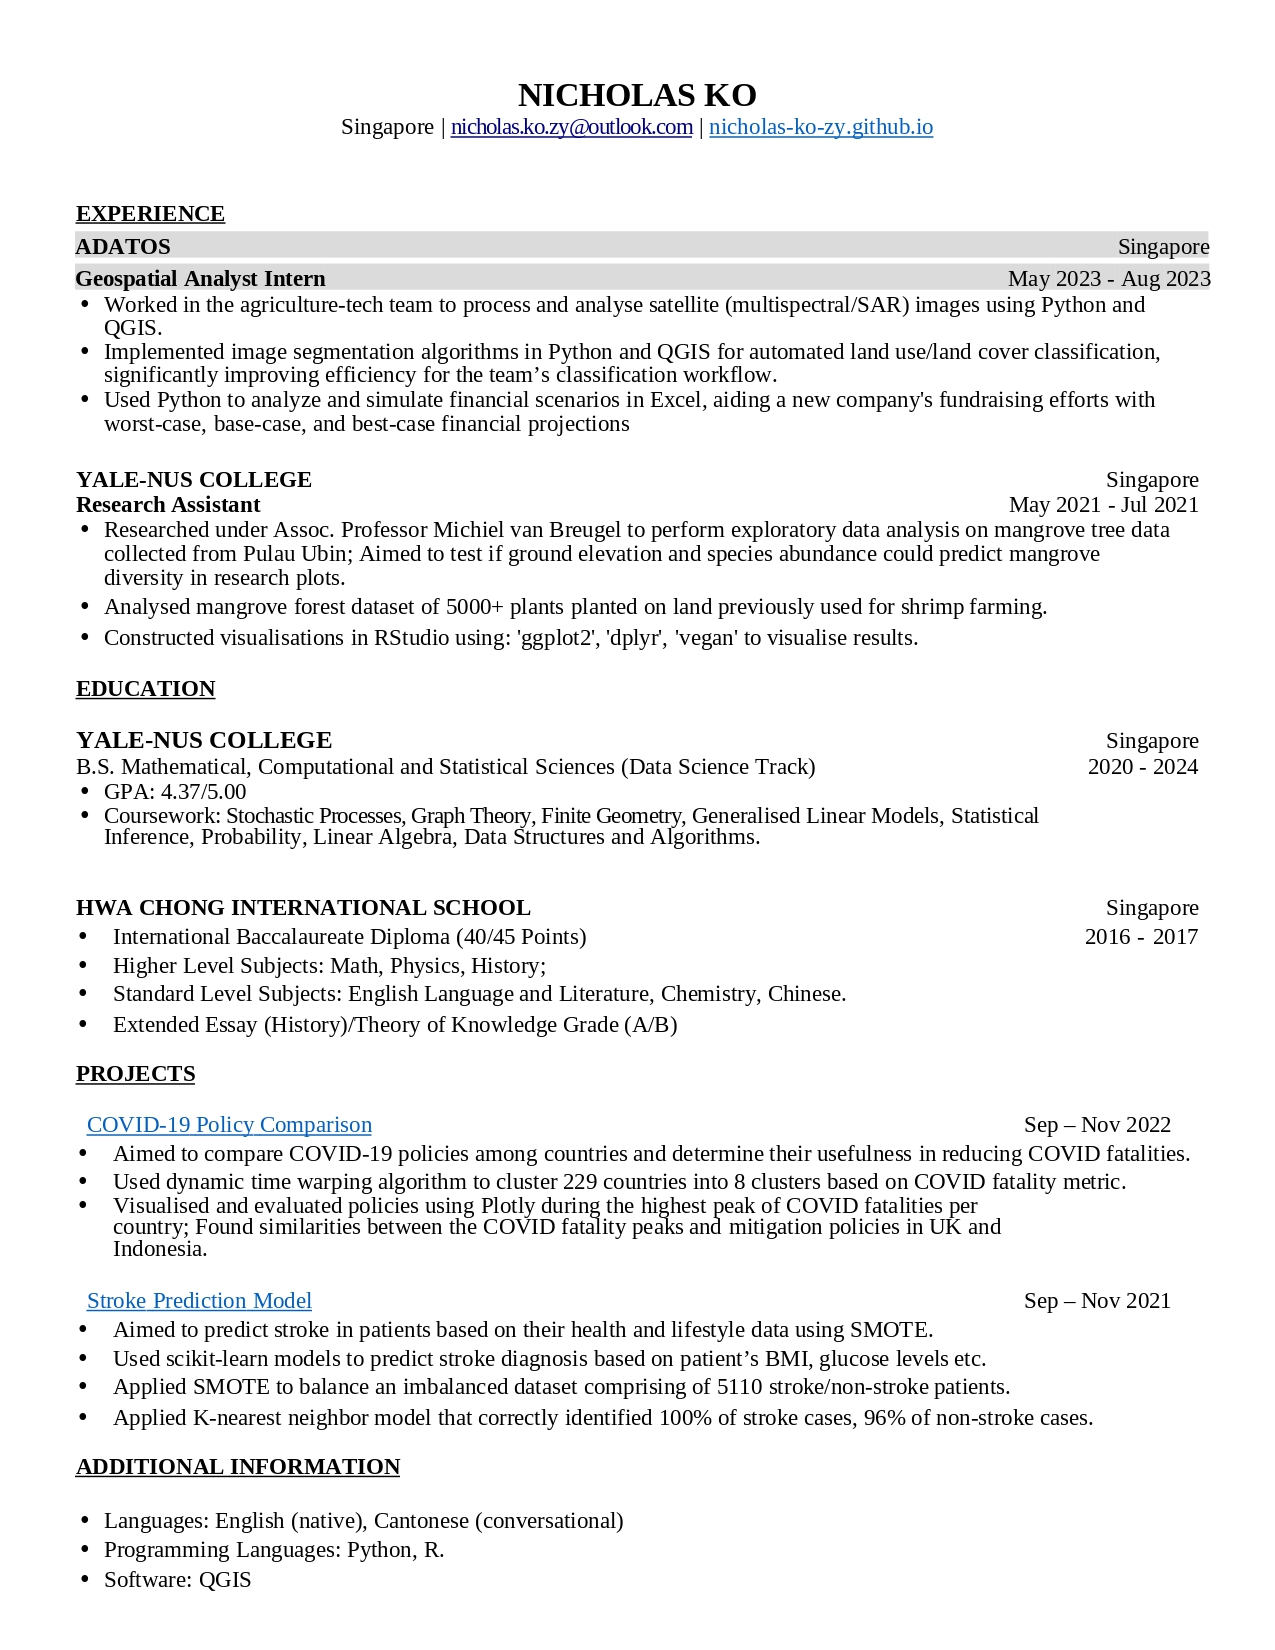 NICHOLAS KO
Singapore | nicholas.ko.zy@outlook.com | nicholas-ko-zy.github.io
EXPERIENCE
ADATOS Singapore
Geospatial Analyst Intern May 2023 - Aug 2023
• Worked in the agriculture-tech team to process and analyse satellite (multispectral/SAR) images using Python and
QGIS.
• Implemented image segmentation algorithms in Python and QGIS for automated land use/land cover classification,
significantly improving efficiency for the team’s classification workflow.
• Used Python to analyze and simulate financial scenarios in Excel, aiding a new company's fundraising efforts with
worst-case, base-case, and best-case financial projections
YALE-NUS COLLEGE Singapore
Research Assistant May 2021 - Jul 2021
• Researched under Assoc. Professor Michiel van Breugel to perform exploratory data analysis on mangrove tree data
collected from Pulau Ubin; Aimed to test if ground elevation and species abundance could predict mangrove
diversity in research plots.
• Analysed mangrove forest dataset of 5000+ plants planted on land previously used for shrimp farming.
• Constructed visualisations in RStudio using: 'ggplot2', 'dplyr', 'vegan' to visualise results.
EDUCATION
YALE-NUS COLLEGE Singapore
B.S. Mathematical, Computational and Statistical Sciences (Data Science Track) 2020 - 2024
• GPA: 4.37/5.00
• Coursework: Stochastic Processes, Graph Theory, Finite Geometry, Generalised Linear Models, Statistical
Inference, Probability, Linear Algebra, Data Structures and Algorithms.
HWA CHONG INTERNATIONAL SCHOOL Singapore
• International Baccalaureate Diploma (40/45 Points) 2016 - 2017
• Higher Level Subjects: Math, Physics, History;
• Standard Level Subjects: English Language and Literature, Chemistry, Chinese.
• Extended Essay (History)/Theory of Knowledge Grade (A/B)
PROJECTS
COVID-19 Policy Comparison Sep – Nov 2022
• Aimed to compare COVID-19 policies among countries and determine their usefulness in reducing COVID fatalities.
• Used dynamic time warping algorithm to cluster 229 countries into 8 clusters based on COVID fatality metric.
• Visualised and evaluated policies using Plotly during the highest peak of COVID fatalities per
country; Found similarities between the COVID fatality peaks and mitigation policies in UK and
Indonesia.
Stroke Prediction Model Sep – Nov 2021
• Aimed to predict stroke in patients based on their health and lifestyle data using SMOTE.
• Used scikit-learn models to predict stroke diagnosis based on patient’s BMI, glucose levels etc.
• Applied SMOTE to balance an imbalanced dataset comprising of 5110 stroke/non-stroke patients.
• Applied K-nearest neighbor model that correctly identified 100% of stroke cases, 96% of non-stroke cases.
ADDITIONAL INFORMATION
• Languages: English (native), Cantonese (conversational)
• Programming Languages: Python, R.
• Software: QGIS